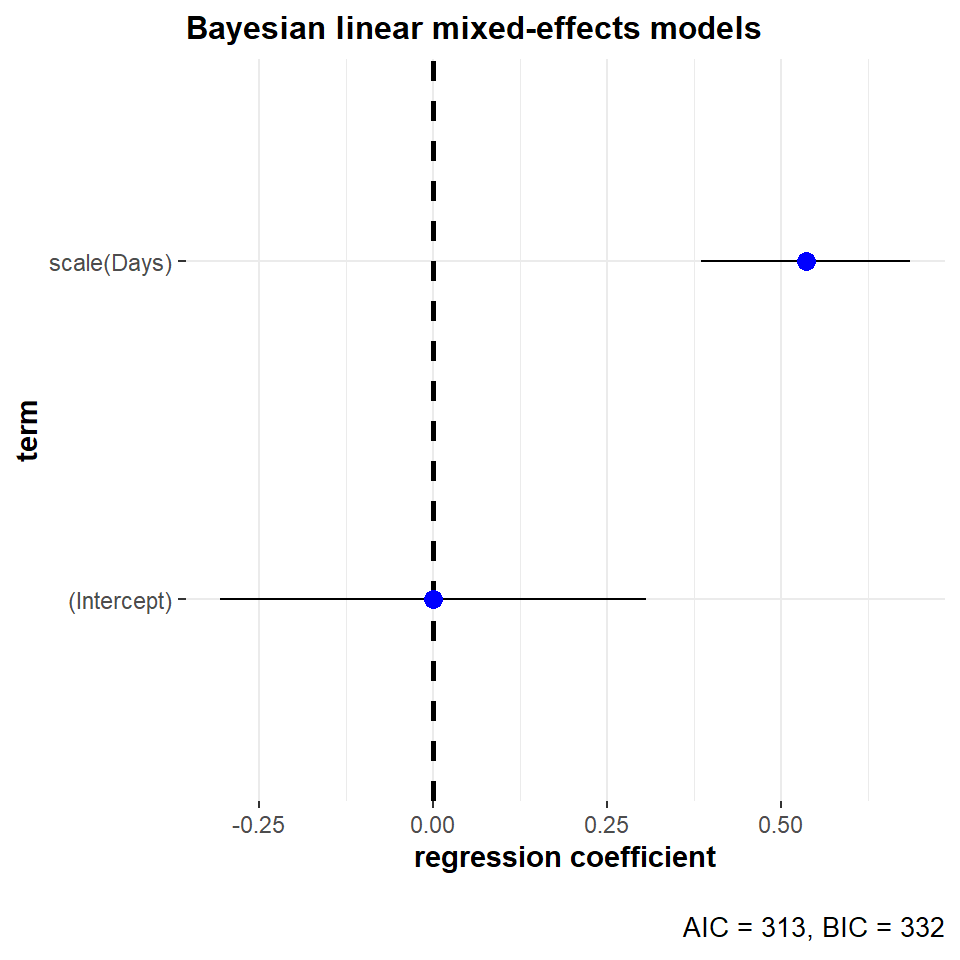 Bayesian linear mixed-effects models
term
scale(Days)
(Intercept)
-0.25 0.00 0.25 0.50
regression coefficient
AIC = 313, BIC = 332